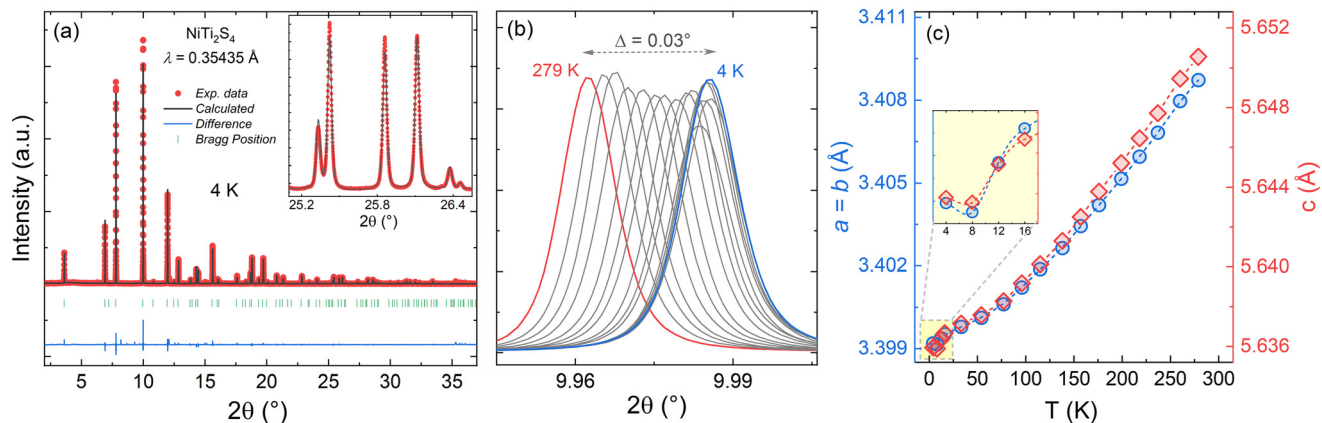 (a)
NiTi₂S₄
λ = 0.35435 Å
Exp. data
Calculated
Difference
Bragg Position
4 K
Intensity (a.u.)
5 10 15 20 25 30 35
2θ (°)
25.2 25.8 26.4
2θ (°)
(b)
Δ = 0.03°
279 K
4 K
9.96 9.99
2θ (°)
(c)
3.411
3.408
3.405
3.402
3.399
a = b (Å)
4 8 12 16
0 50 100 150 200 250 300
T (K)
5.652
5.648
5.644
5.640
5.636
c (Å)